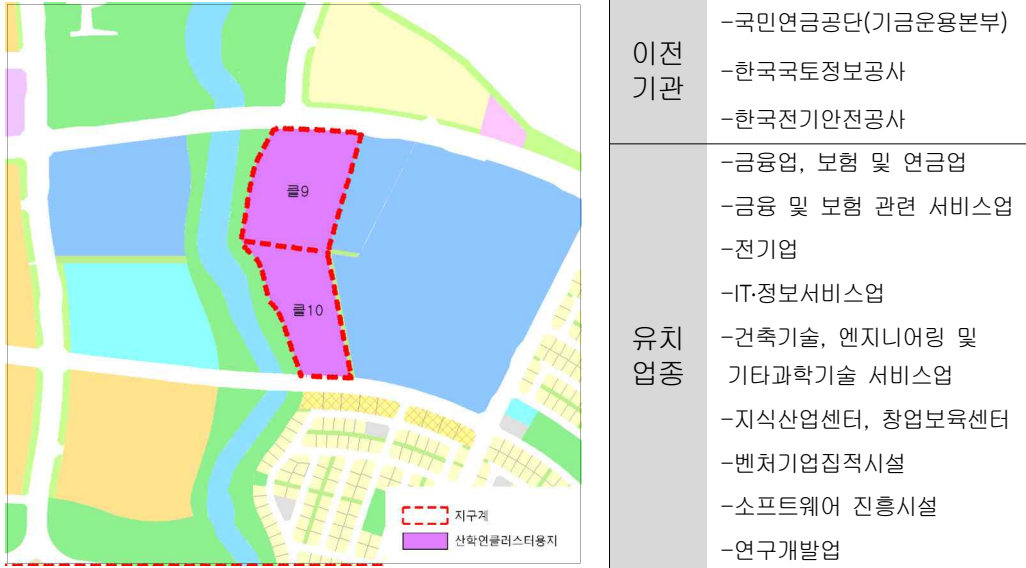 클9
클10
지구계
산학연클러스터용지
이전
기관
-국민연금공단(기금운용본부)
-한국국토정보공사
-한국전기안전공사
유치
업종
-금융업, 보험 및 연금업
-금융 및 보험 관련 서비스업
-전기업
-IT·정보서비스업
-건축기술, 엔지니어링 및
기타과학기술 서비스업
-지식산업센터, 창업보육센터
-벤처기업집적시설
-소프트웨어 진흥시설
-연구개발업